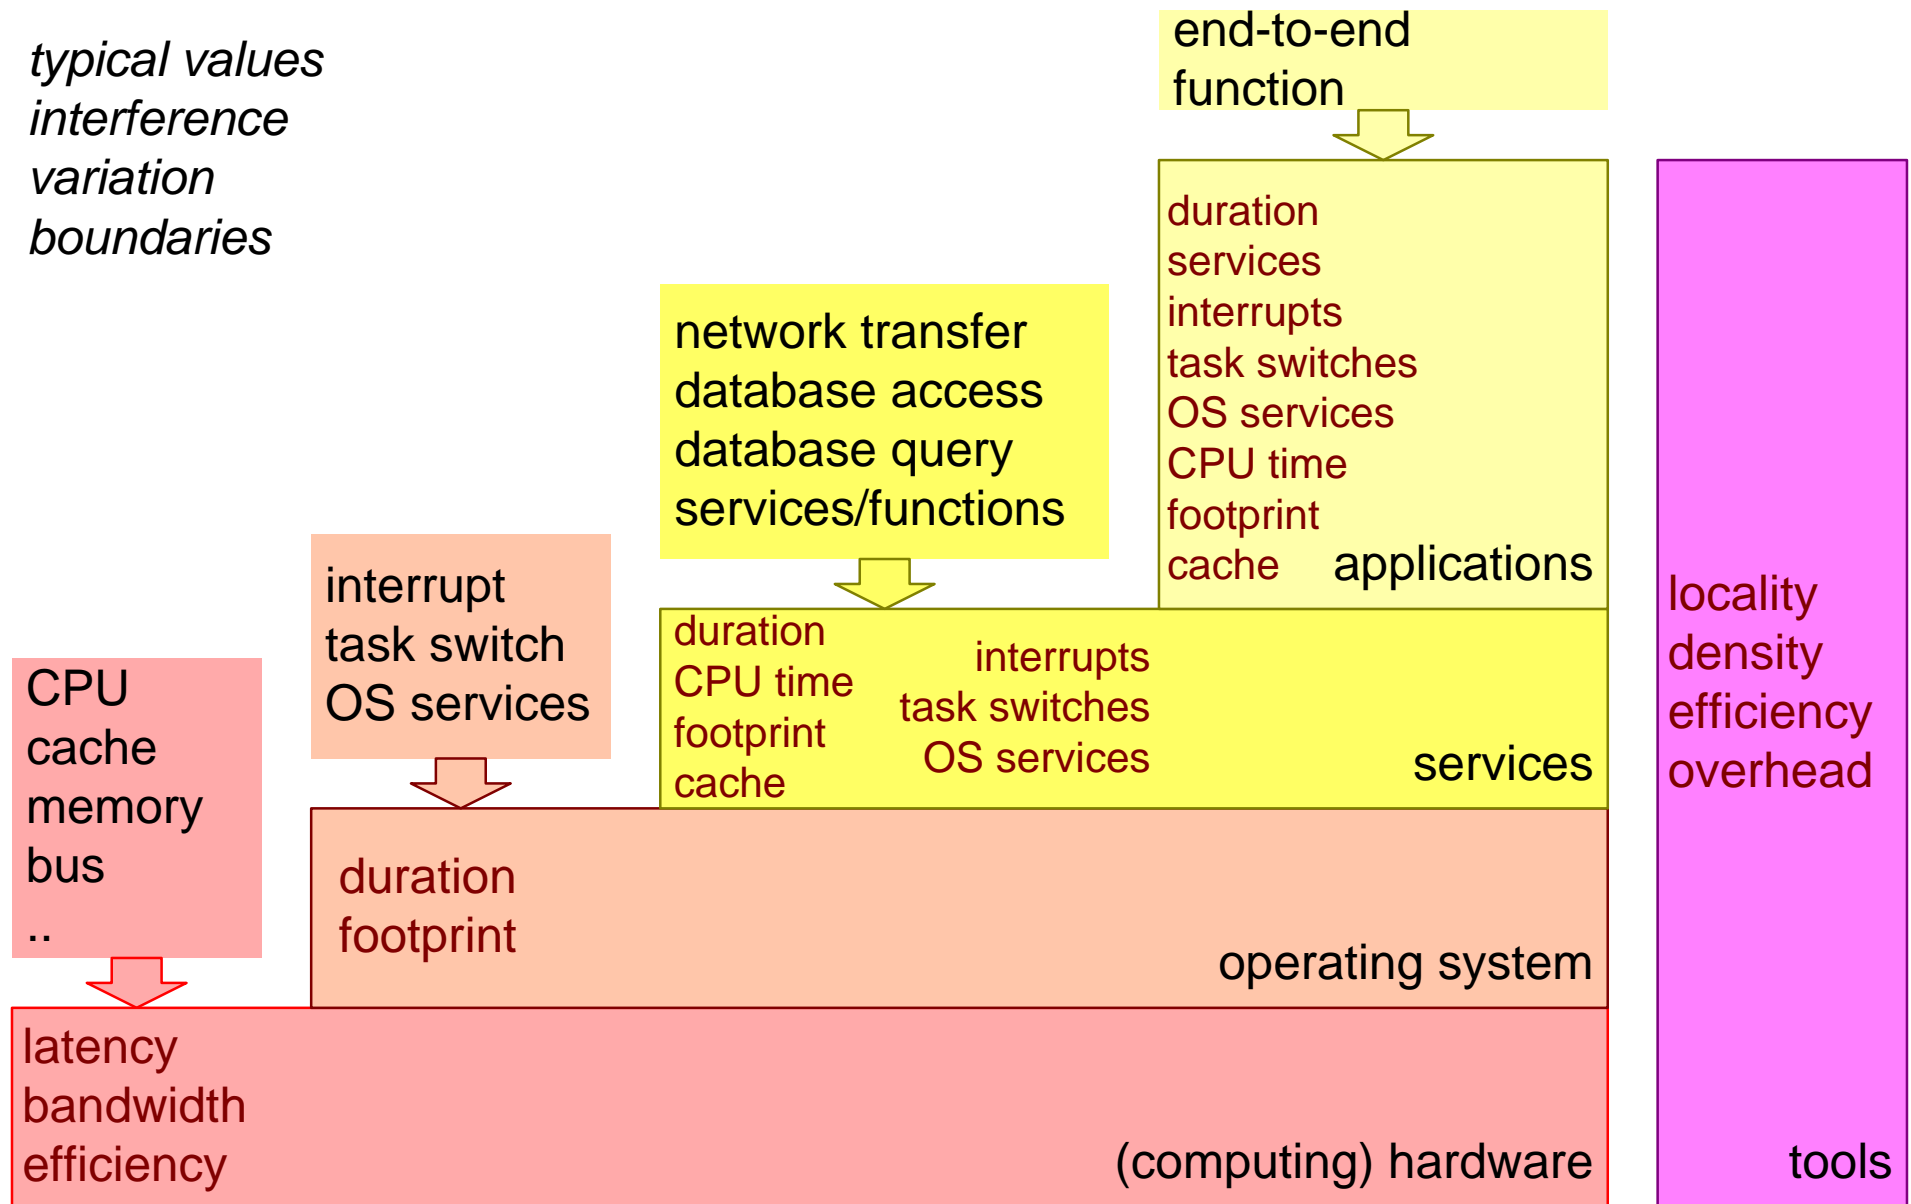 typical values
interference
variation
boundaries
end-to-end
function
duration
services
interrupts
task switches
OS services
CPU time
footprint
cache
applications
network transfer
database access
database query
services/functions
duration
CPU time
footprint
cache
interrupts
task switches
OS services
services
interrupt
task switch
OS services
duration
footprint
operating system
CPU
cache
memory
bus
..
latency
bandwidth
efficiency
(computing) hardware
locality
density
efficiency
overhead
tools